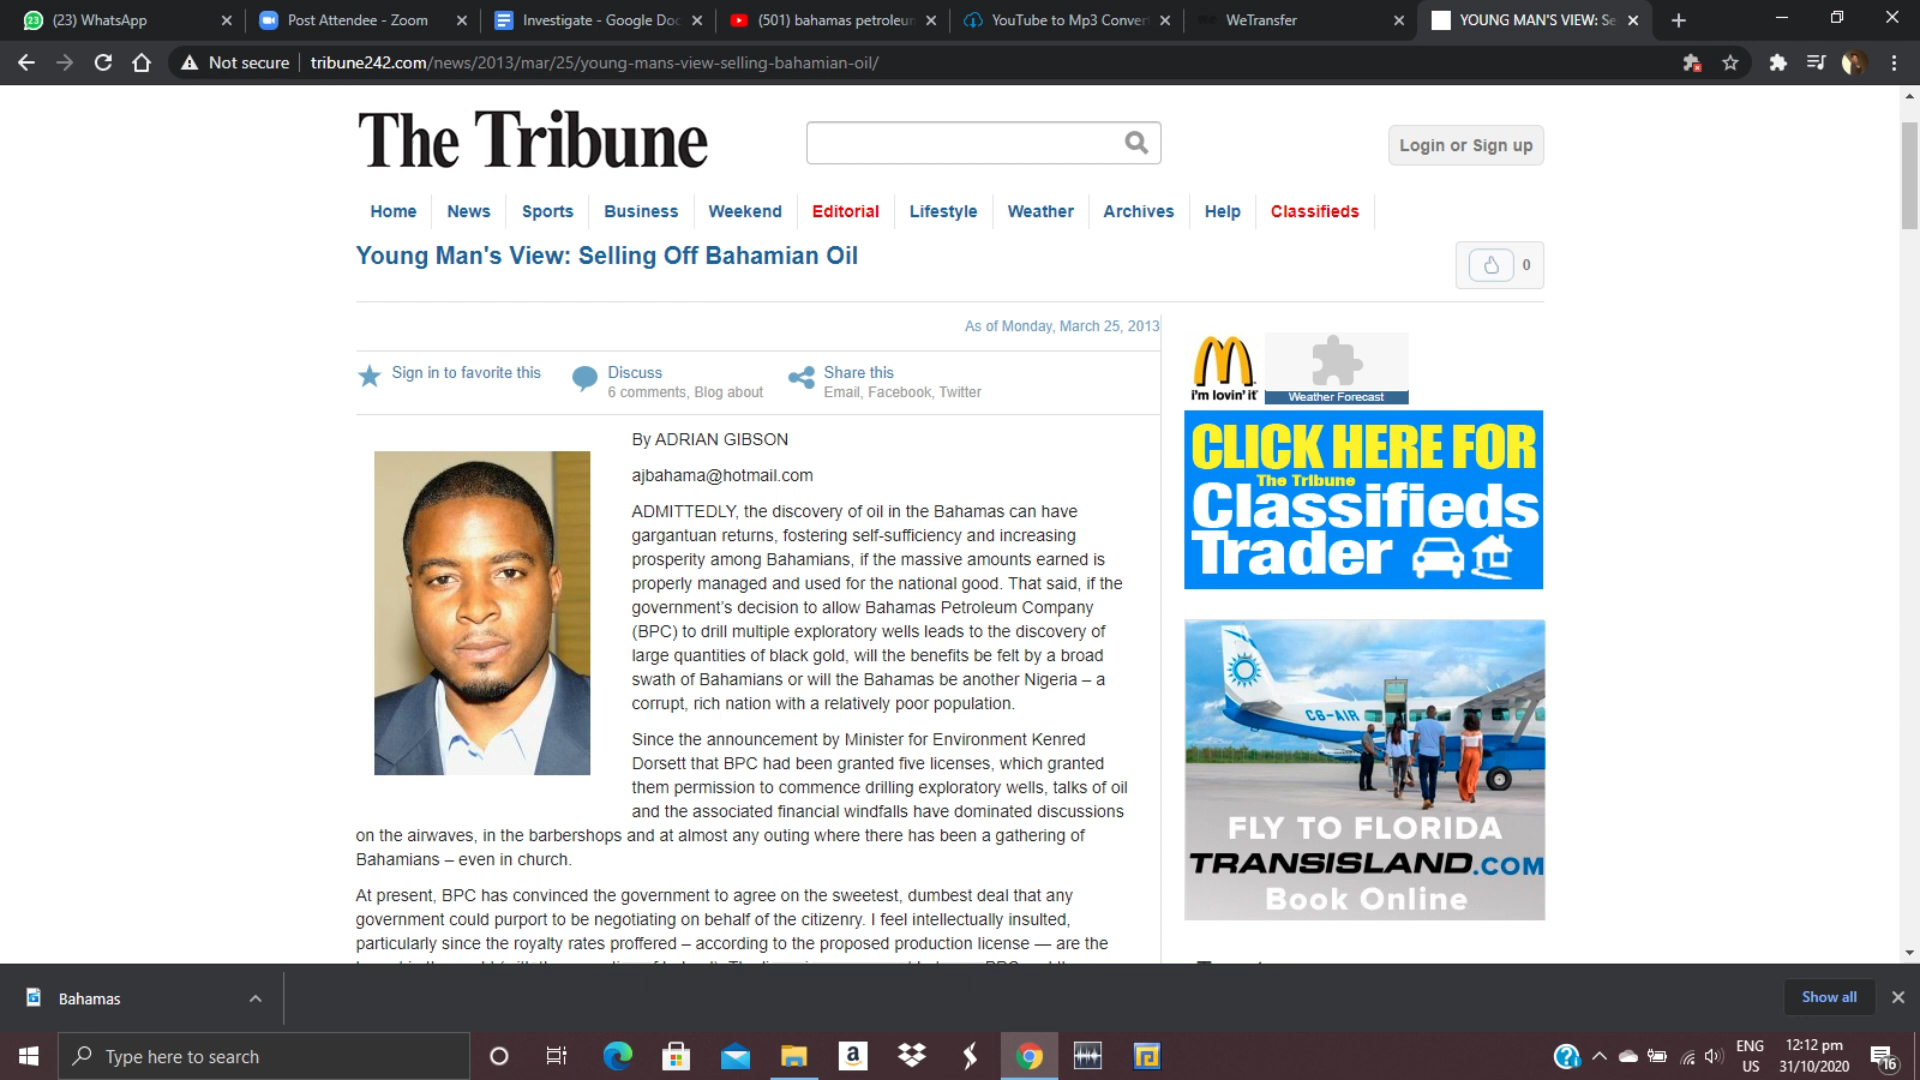 (23) WhatsApp
Post Attendee - Zoom
Investigate - Google Doc
(501) bahamas petroleum
YouTube to Mp3 Convert
WeTransfer
YOUNG MAN'S VIEW: Se
Not secure
tribune242.com/news/2013/mar/25/young-mans-view-selling-bahamian-oil/
The Tribune
Login or Sign up
Home
News
Sports
Business
Weekend
Editorial
Lifestyle
Weather
Archives
Help
Classifieds
Young Man's View: Selling Off Bahamian Oil
0
As of Monday, March 25, 2013
Sign in to favorite this
Discuss
6 comments, Blog about
Share this
Email, Facebook, Twitter
By ADRIAN GIBSON
ajbahama@hotmail.com
ADMITTEDLY, the discovery of oil in the Bahamas can have
gargantuan returns, fostering self-sufficiency and increasing
prosperity among Bahamians, if the massive amounts earned is
properly managed and used for the national good. That said, if the
government's decision to allow Bahamas Petroleum Company
(BPC) to drill multiple exploratory wells leads to the discovery of
large quantities of black gold, will the benefits be felt by a broad
swath of Bahamians or will the Bahamas be another Nigeria – a
corrupt, rich nation with a relatively poor population.
Since the announcement by Minister for Environment Kenred
Dorsett that BPC had been granted five licenses, which granted
them permission to commence drilling exploratory wells, talks of oil
and the associated financial windfalls have dominated discussions
on the airwaves, in the barbershops and at almost any outing where there has been a gathering of
Bahamians – even in church.
At present, BPC has convinced the government to agree on the sweetest, dumbest deal that any
government could purport to be negotiating on behalf of the citizenry. I feel intellectually insulted,
particularly since the royalty rates proffered – according to the proposed production license — are the
i'm lovin' it
Weather Forecast
CLICK HERE FOR
The Tribune
Classifieds
Trader
C6-AIR
FLY TO FLORIDA
TRANSISLAND.COM
Book Online
Bahamas
Show all
Type here to search
ENG
US
12:12 pm
31/10/2020
16